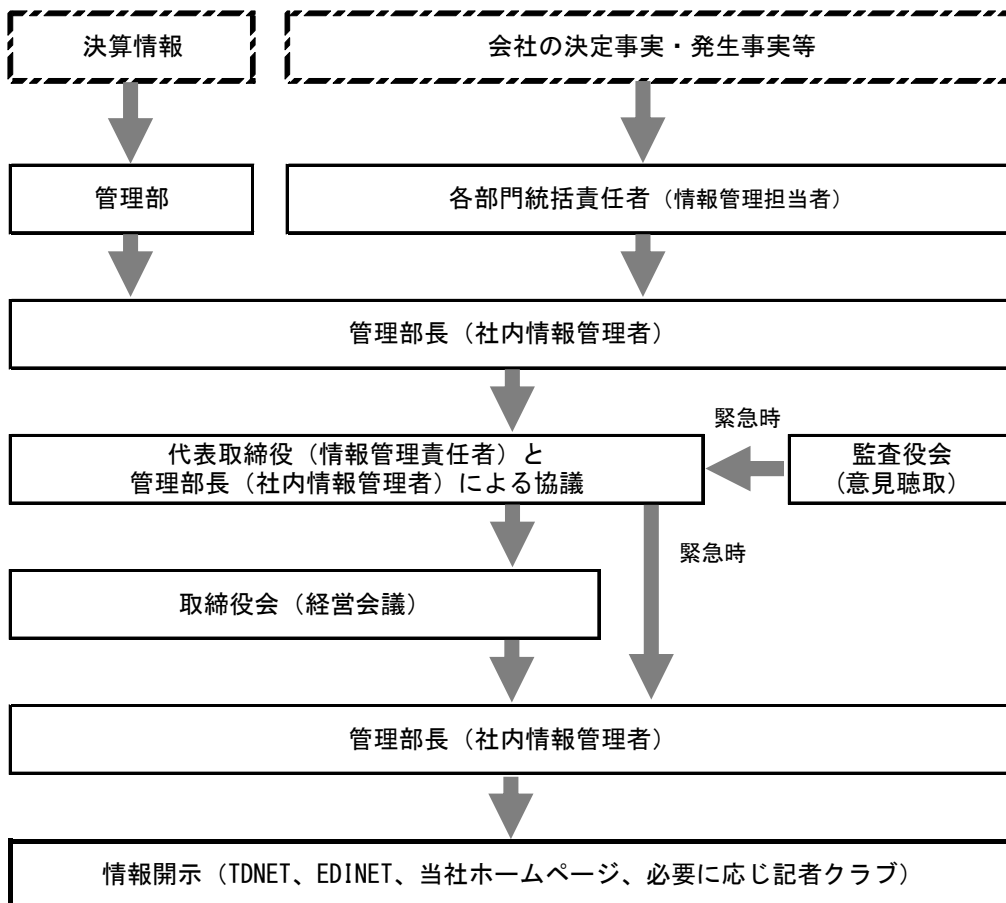 決算情報
会社の決定事実・発生事実等
管理部
各部門統括責任者（情報管理担当者）
管理部長（社内情報管理者）
緊急時
代表取締役（情報管理責任者）と
管理部長（社内情報管理者）による協議
監査役会
（意見聴取）
緊急時
取締役会（経営会議）
管理部長（社内情報管理者）
情報開示（TDNET、EDINET、当社ホームページ、必要に応じ記者クラブ）